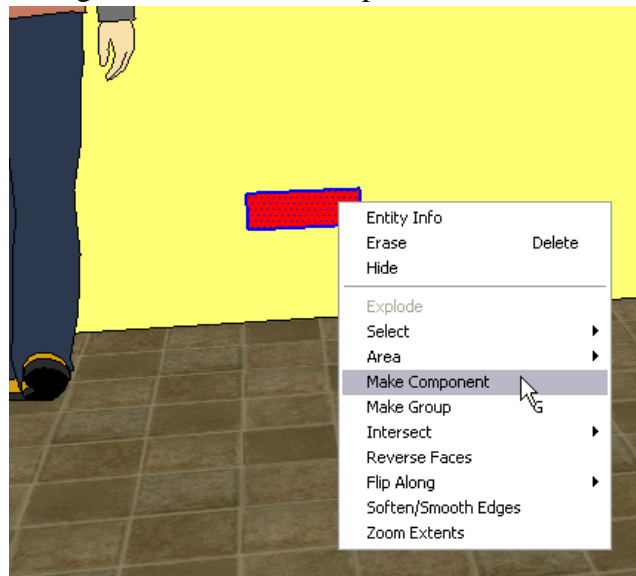 Entity Info
Erase Delete
Hide
Explode
Select
Area
Make Component
Make Group G
Intersect
Reverse Faces
Flip Along
Soften/Smooth Edges
Zoom Extents